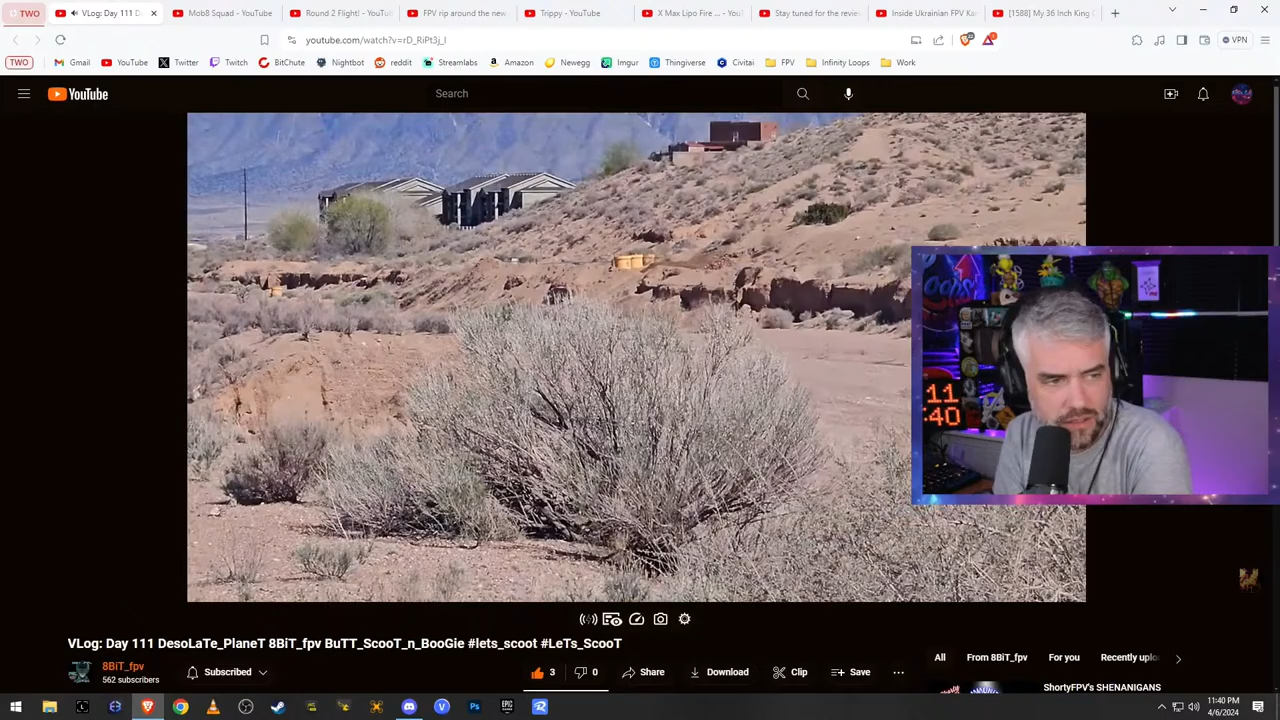 TWO
VLog: Day 111 D
Mob8 Squad - YouTube
Round 2 Flight! - YouTu
FPV rip around the new
Trippy - YouTube
X Max Lipo Fire ... - You
Stay tuned for the revie
Inside Ukrainian FPV Ka
[1588] My 36 Inch King
youtube.com/watch?v=rD_RiPt3j_I
VPN
TWO
Gmail
YouTube
Twitter
Twitch
BitChute
Nightbot
reddit
Streamlabs
Amazon
Newegg
Imgur
Thingiverse
Civitai
FPV
Infinity Loops
Work
YouTube
Search
11
:40
VLog: Day 111 DesoLaTe_PlaneT 8BiT_fpv BuTT_ScooT_n_BooGie #lets_scoot #LeTs_ScooT
8BiT_fpv
562 subscribers
Subscribed
3
0
Share
Download
Clip
Save
All
From 8BiT_fpv
For you
Recently uplo
ShortyFPV's SHENANIGANS
11:40 PM
4/6/2024